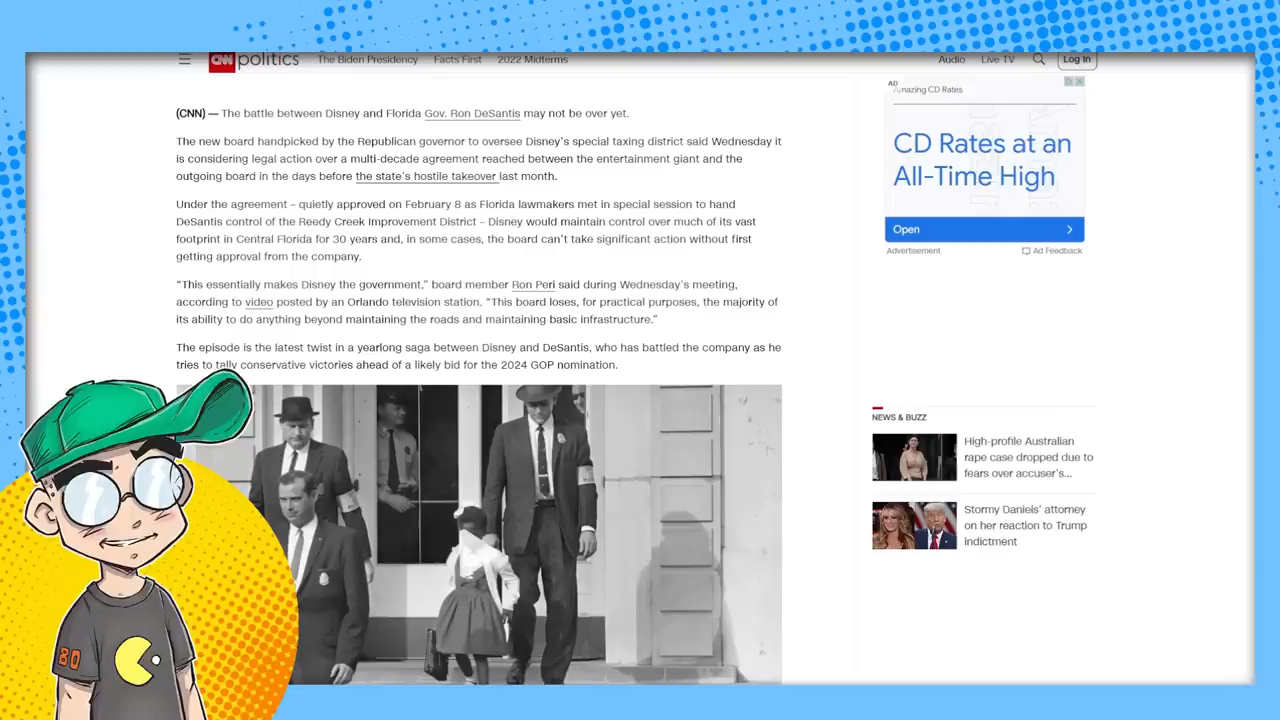 CNN politics The Biden Presidency Facts First 2022 Midterms Audio Live TV Log In
(CNN) — The battle between Disney and Florida Gov. Ron DeSantis may not be over yet.
The new board handpicked by the Republican governor to oversee Disney's special taxing district said Wednesday it
is considering legal action over a multi-decade agreement reached between the entertainment giant and the
outgoing board in the days before the state's hostile takeover last month.
Under the agreement – quietly approved on February 8 as Florida lawmakers met in special session to hand
DeSantis control of the Reedy Creek Improvement District – Disney would maintain control over much of its vast
footprint in Central Florida for 30 years and, in some cases, the board can't take significant action without first
getting approval from the company.
“This essentially makes Disney the government,” board member Ron Peri said during Wednesday's meeting,
according to video posted by an Orlando television station. “This board loses, for practical purposes, the majority of
its ability to do anything beyond maintaining the roads and maintaining basic infrastructure.”
The episode is the latest twist in a yearlong saga between Disney and DeSantis, who has battled the company as he
tries to tally conservative victories ahead of a likely bid for the 2024 GOP nomination.
AD
Amazing CD Rates
CD Rates at an
All-Time High
Open
Advertisement Ad Feedback
NEWS & BUZZ
High-profile Australian
rape case dropped due to
fears over accuser's...
Stormy Daniels' attorney
on her reaction to Trump
indictment
80